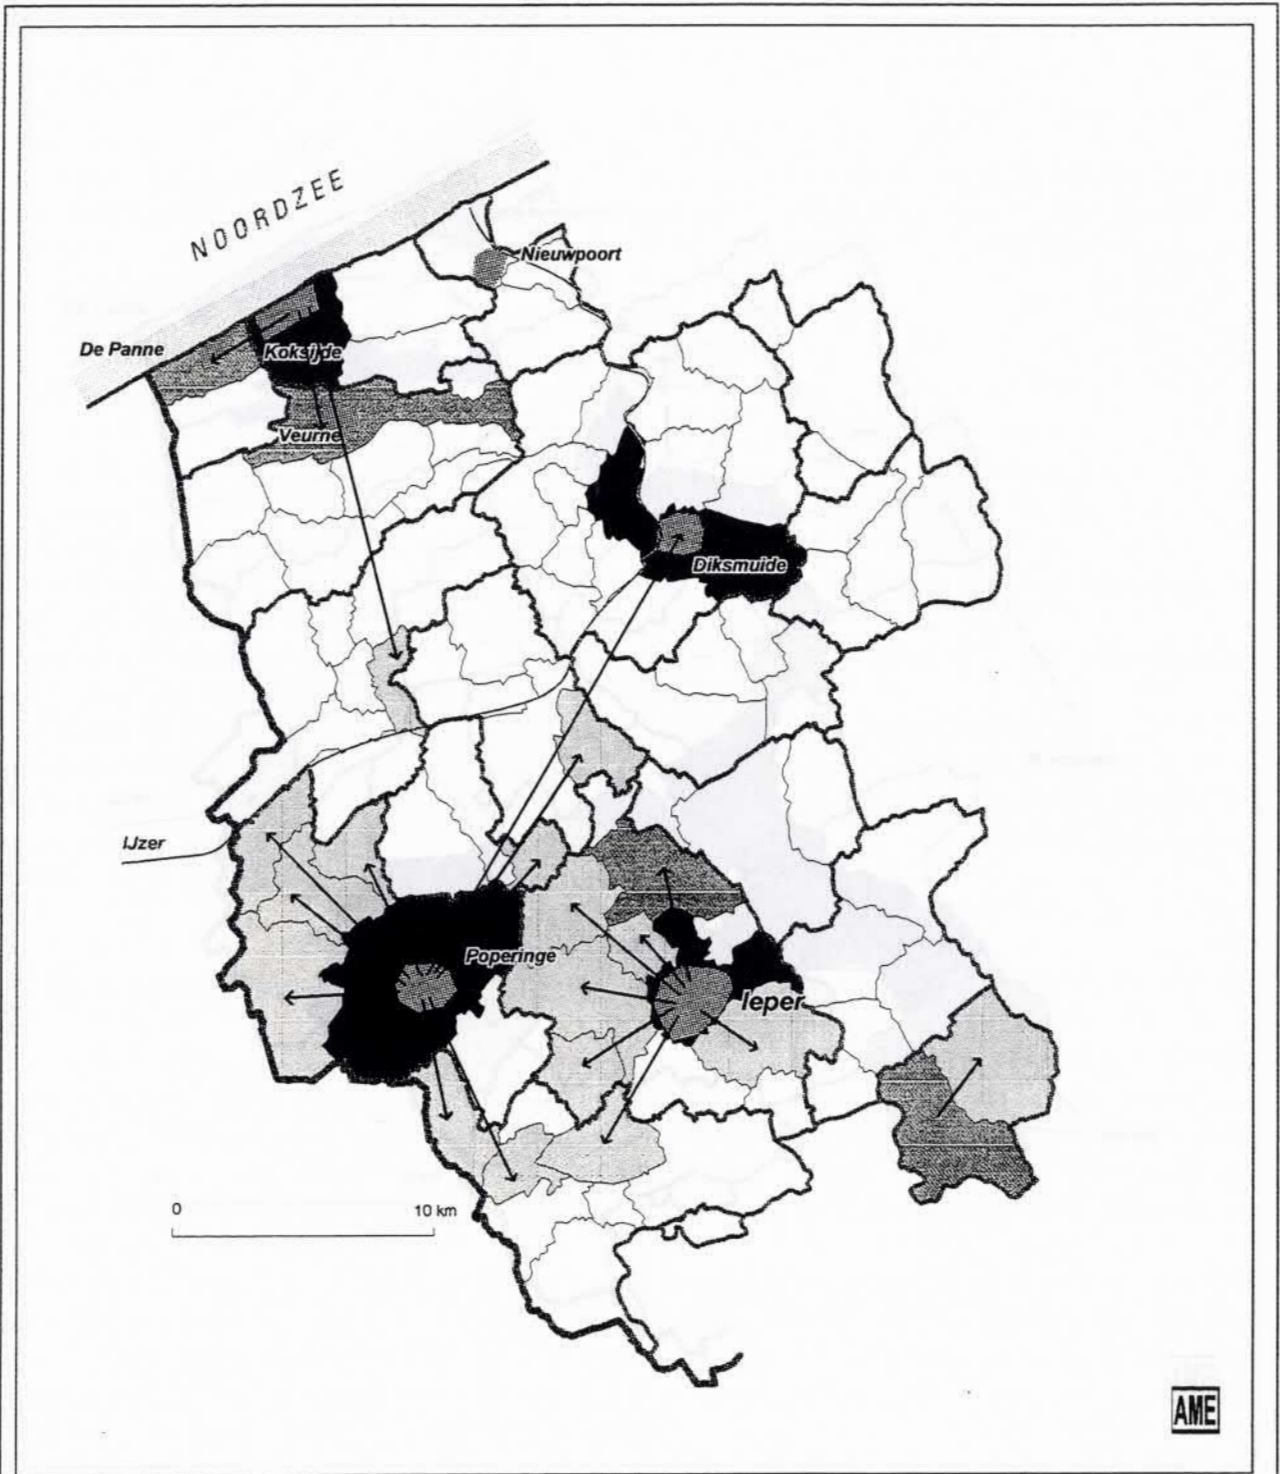 NOORDZEE
Nieuwpoort
De Panne
Koksijde
Veurne
Diksmuide
IJzer
Poperinge
Ieper
0 10 km
AME